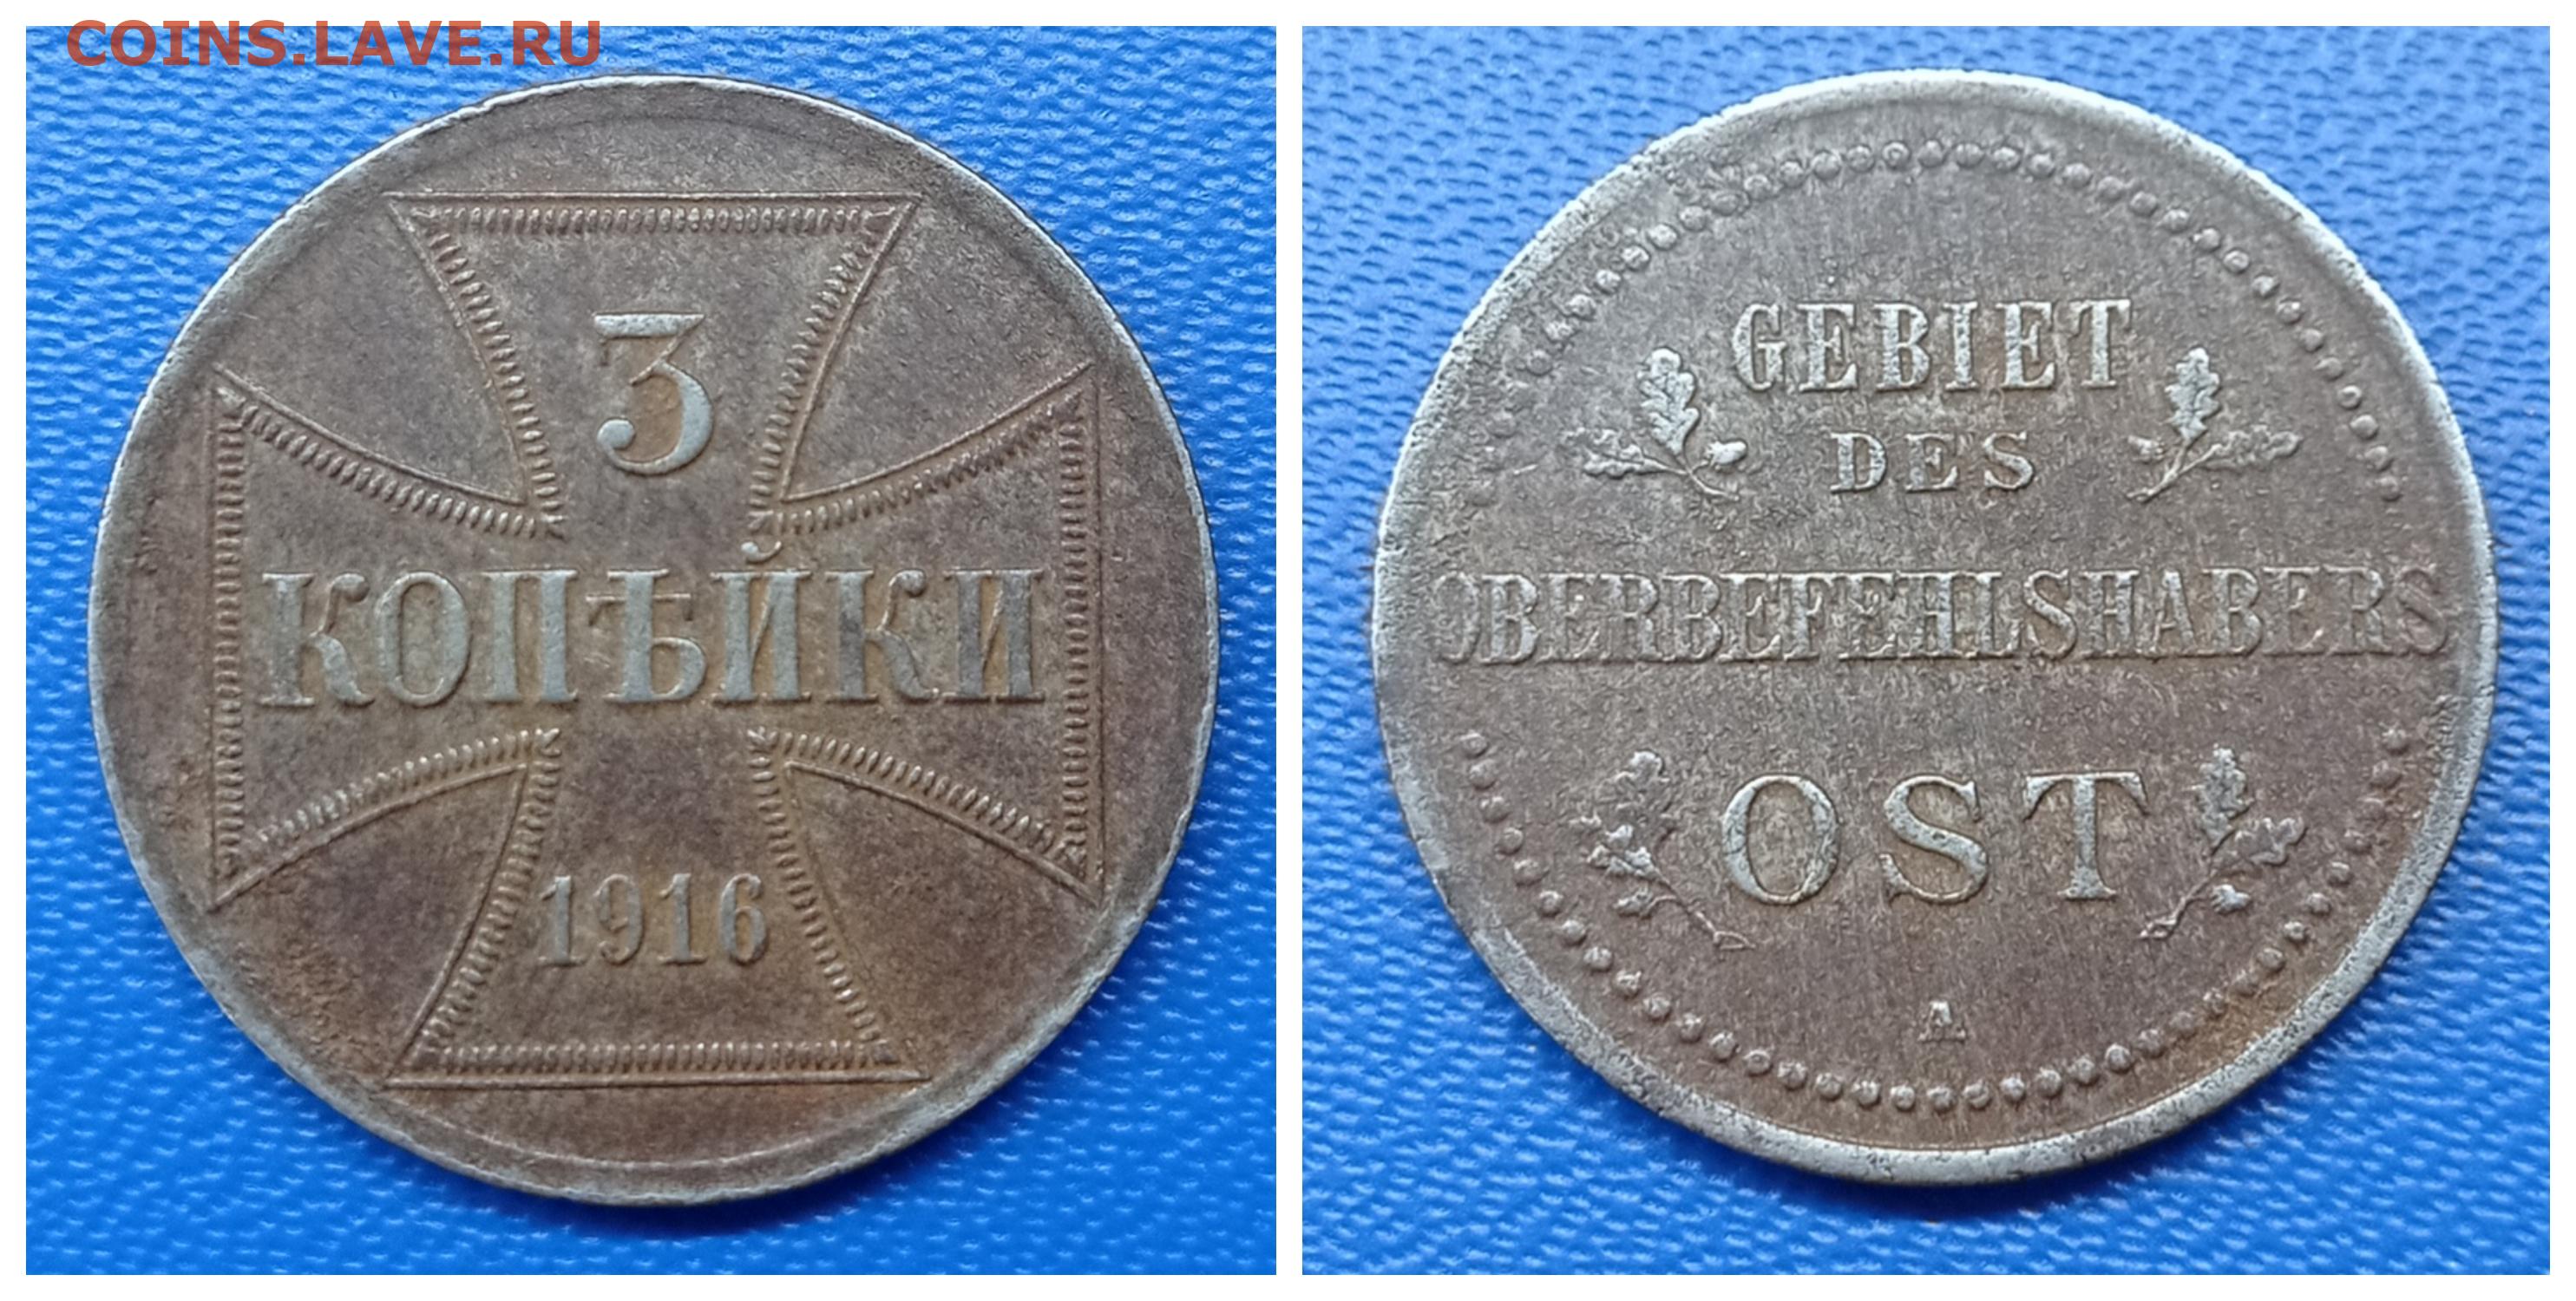 COINS.LAVE.RU
3
КОПѢЙКИ
1916
GEBIET
DES
OBERBEFEHLSHABERS
OST
A